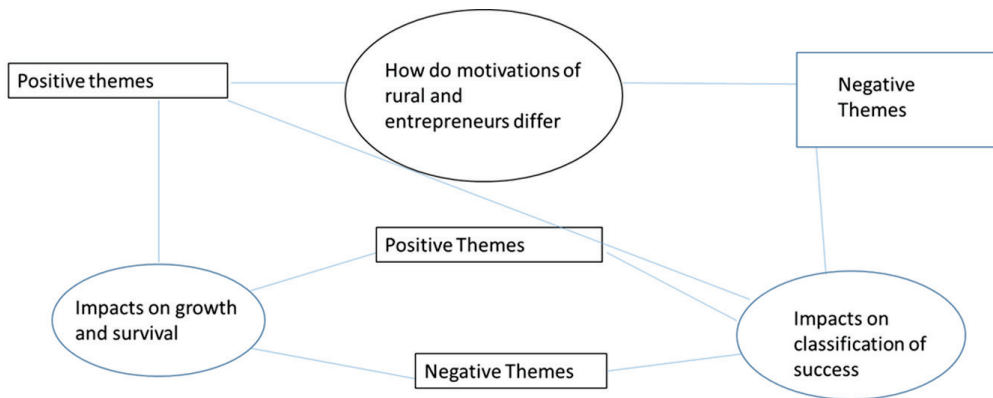 Positive themes
How do motivations of
rural and
entrepreneurs differ
Negative
Themes
Positive Themes
Impacts on growth
and survival
Impacts on
classification of
success
Negative Themes